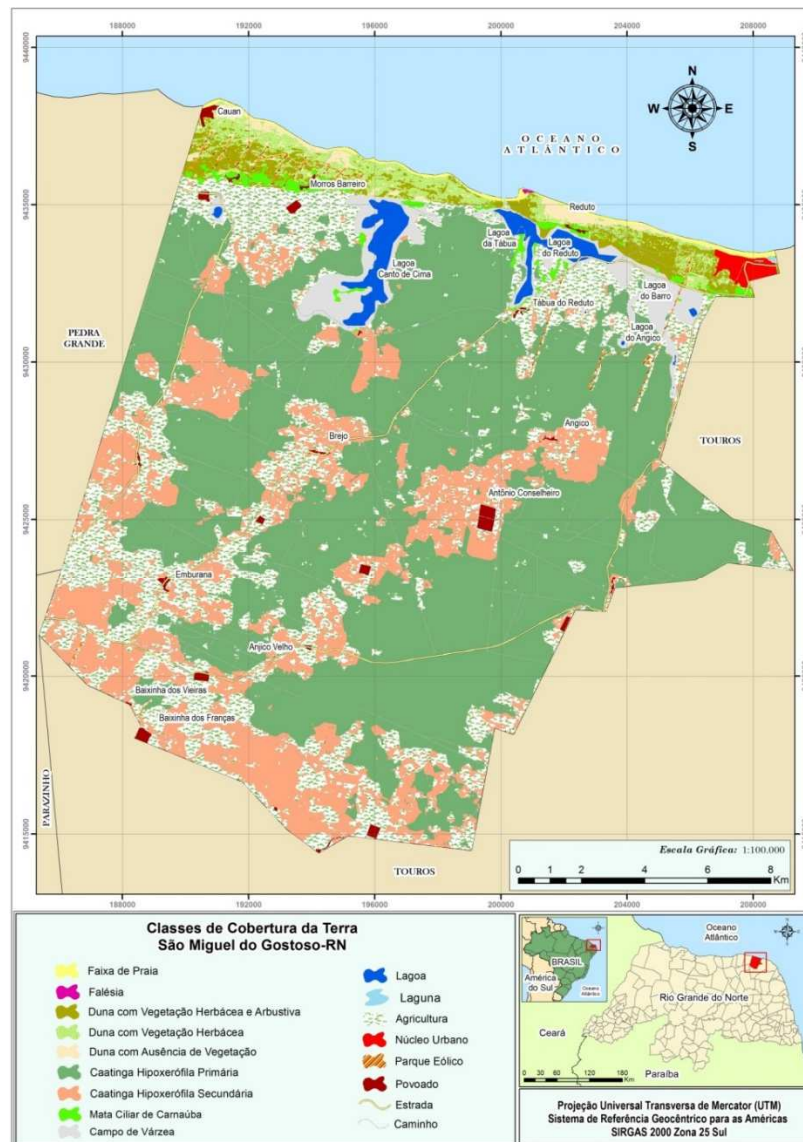 188000 192000 196000 200000 204000 208000
9440000
N
W E
S
OCEANO
ATLÂNTICO
Cauan
Morros Barreiro
9435000
Reduto
Lagoa
da Tábua
Lagoa
do Reduto
Lagoa
Canto de Cima
Lagoa
do Barro
Tábua do Reduto
Lagoa
do Angico
PEDRA
GRANDE
9430000
Brejo
Angico
TOUROS
Antônio Conselheiro
9425000
Emburana
Anjico Velho
9420000
Baixinha dos Vieiras
Baixinha dos Franças
PARAZINHO
9415000
TOUROS
Escala Gráfica: 1:100.000
0 1 2 4 6 8
Km
188000 192000 196000 200000 204000 208000
Classes de Cobertura da Terra
São Miguel do Gostoso-RN
Faixa de Praia
Falésia
Duna com Vegetação Herbácea e Arbustiva
Duna com Vegetação Herbácea
Duna com Ausência de Vegetação
Caatinga Hipoxerófila Primária
Caatinga Hipoxerófila Secundária
Mata Ciliar de Carnaúba
Campo de Várzea
Lagoa
Laguna
Agricultura
Núcleo Urbano
Parque Eólico
Povoado
Estrada
Caminho
BRASIL
América
do Sul
Oceano
Atlântico
Oceano
Atlântico
Rio Grande do Norte
Ceará
Paraíba
0 30 60 120 180
Km
Projeção Universal Transversa de Mercator (UTM)
Sistema de Referência Geocêntrico para as Américas
SIRGAS 2000 Zona 25 Sul